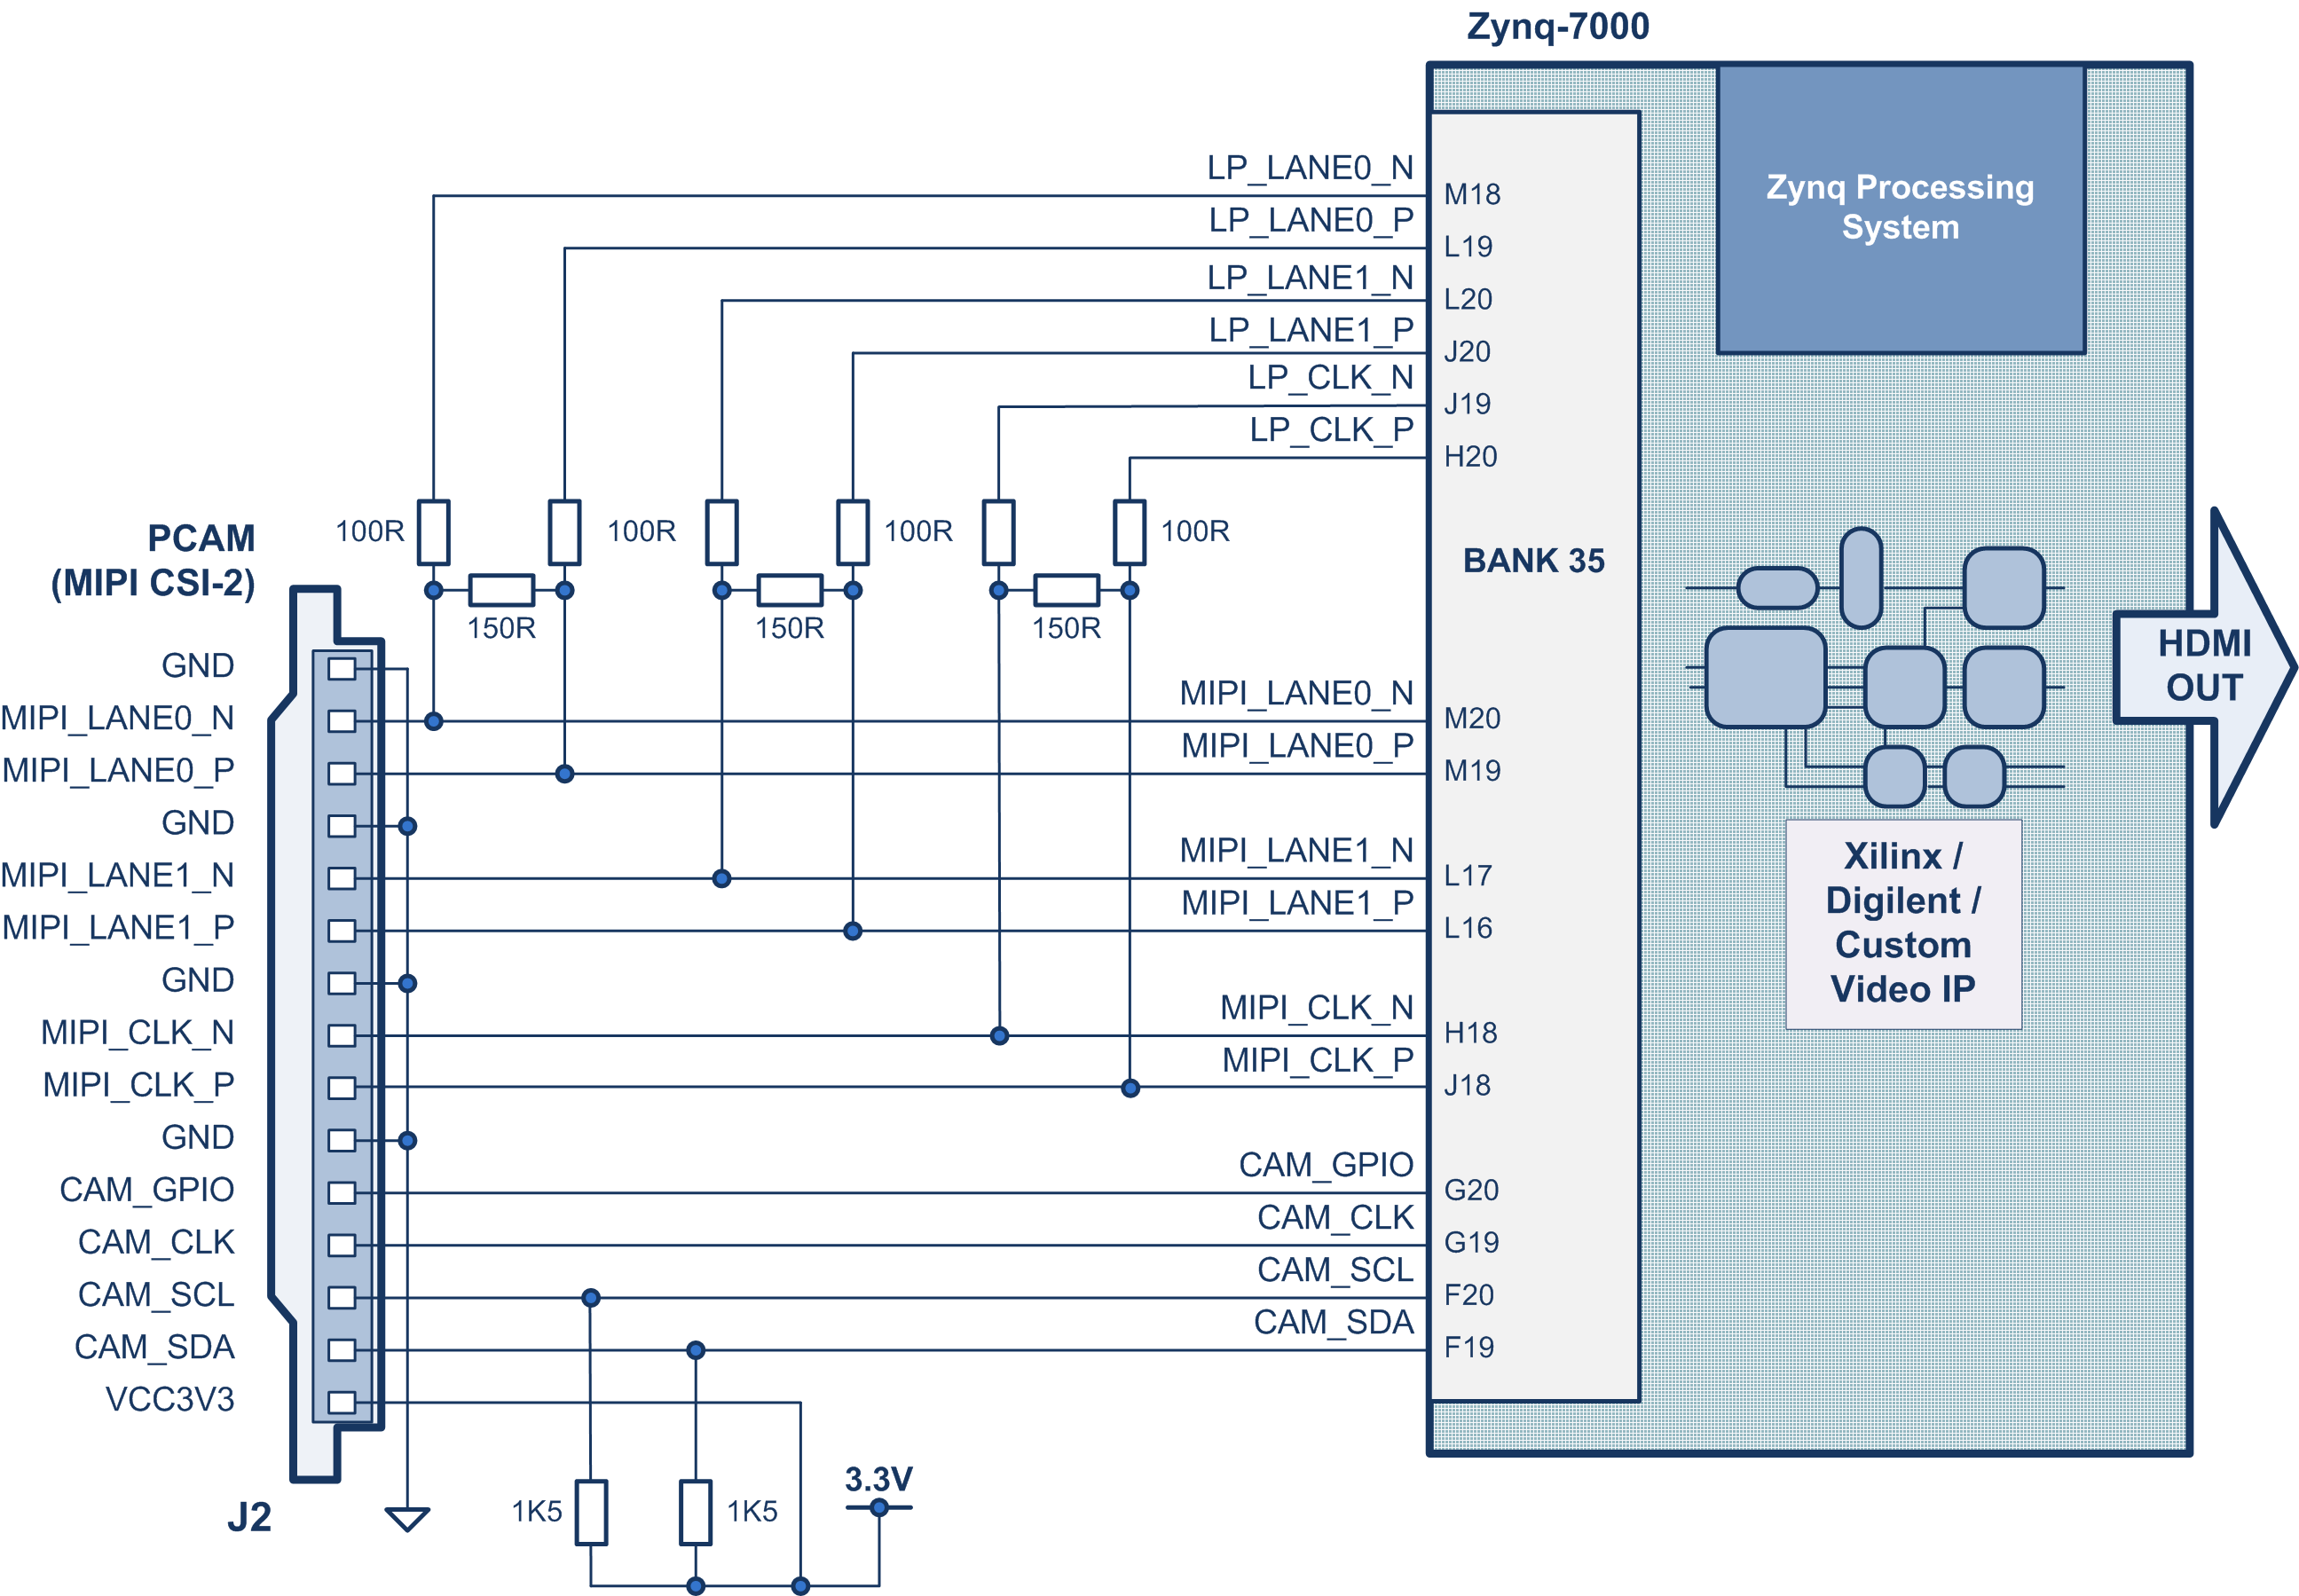 Zynq-7000
Zynq Processing
System
LP_LANE0_N
M18
LP_LANE0_P
L19
LP_LANE1_N
L20
LP_LANE1_P
J20
LP_CLK_N
J19
LP_CLK_P
H20
100R
100R
100R
100R
150R
150R
150R
BANK 35
PCAM
(MIPI CSI-2)
HDMI
OUT
GND
MIPI_LANE0_N
MIPI_LANE0_N
M20
MIPI_LANE0_P
MIPI_LANE0_P
M19
GND
MIPI_LANE1_N
MIPI_LANE1_N
L17
MIPI_LANE1_P
MIPI_LANE1_P
L16
GND
MIPI_CLK_N
MIPI_CLK_N
H18
MIPI_CLK_P
MIPI_CLK_P
J18
GND
CAM_GPIO
CAM_GPIO
G20
CAM_CLK
CAM_CLK
G19
CAM_SCL
CAM_SCL
F20
CAM_SDA
CAM_SDA
F19
VCC3V3
Xilinx /
Digilent /
Custom
Video IP
J2
1K5
1K5
3.3V